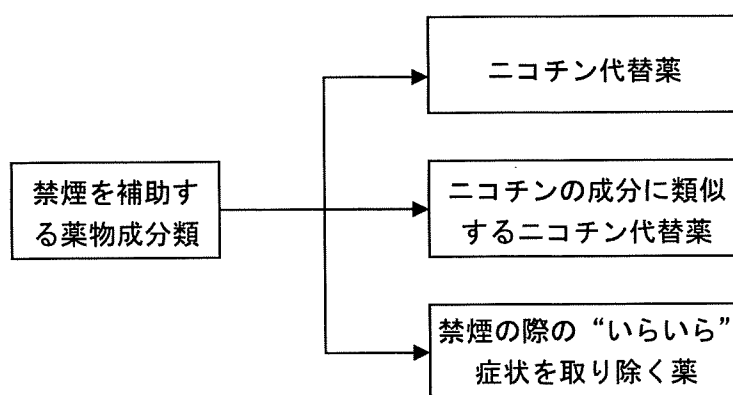 ニコチン代替薬
禁煙を補助す
る薬物成分類
ニコチンの成分に類似
するニコチン代替薬
禁煙の際の“いらいら”
症状を取り除く薬